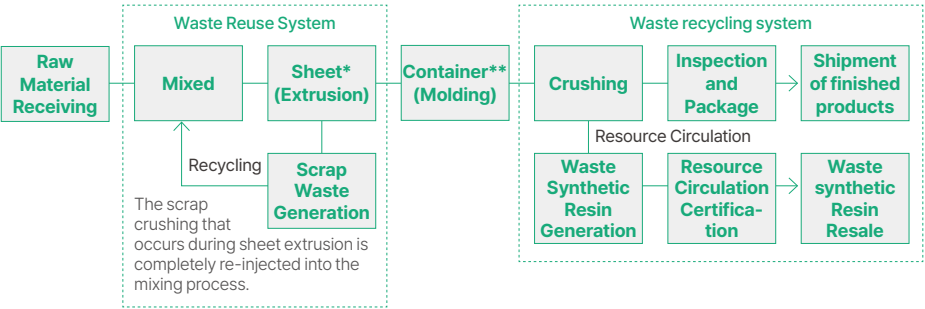 Waste Reuse System
Waste recycling system
Raw
Material
Receiving
Mixed
Sheet*
(Extrusion)
Container**
(Molding)
Crushing
Inspection
and
Package
Shipment
of finished
products
Recycling
Scrap
Waste
Generation
The scrap
crushing that
occurs during sheet extrusion is
completely re-injected into the
mixing process.
Resource Circulation
Waste
Synthetic
Resin
Generation
Resource
Circulation
Certifica-
tion
Waste
synthetic
Resin
Resale